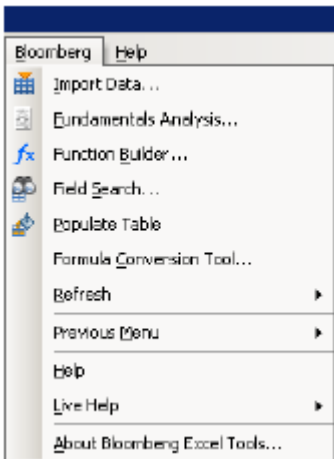 Bloomberg Help
Import Data...
Fundamentals Analysis...
fx Function Builder...
Field Search...
Populate Table
Formula Conversion Tool...
Refresh
Previous Menu
Help
Live Help
About Bloomberg Excel Tools...